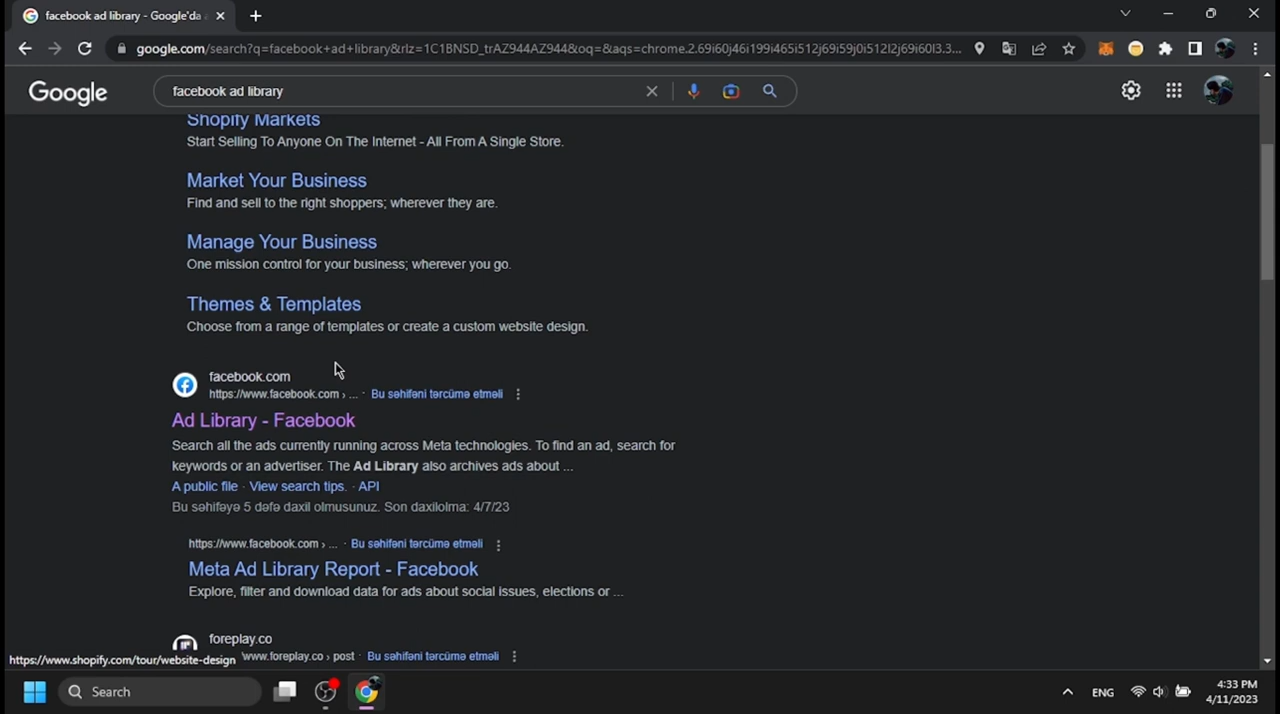 facebook ad library - Google'da
google.com/search?q=facebook+ad+library&rlz=1C1BNSD_trAZ944AZ944&oq=&aqs=chrome.2.69i60j46i199i465i512j69i59j0i512l2j69i60l3.3...
Google
facebook ad library
Shopify Markets
Start Selling To Anyone On The Internet - All From A Single Store.
Market Your Business
Find and sell to the right shoppers; wherever they are.
Manage Your Business
One mission control for your business; wherever you go.
Themes & Templates
Choose from a range of templates or create a custom website design.
facebook.com
https://www.facebook.com › ... · Bu səhifəni tərcümə etməli
Ad Library - Facebook
Search all the ads currently running across Meta technologies. To find an ad, search for
keywords or an advertiser. The Ad Library also archives ads about ...
A public file · View search tips. · API
Bu səhifəyə 5 dəfə daxil olmusunuz. Son daxilolma: 4/7/23
https://www.facebook.com › ... · Bu səhifəni tərcümə etməli
Meta Ad Library Report - Facebook
Explore, filter and download data for ads about social issues, elections or ...
foreplay.co
www.foreplay.co › post · Bu səhifəni tərcümə etməli
https://www.shopify.com/tour/website-design
Search
ENG
4:33 PM
4/11/2023